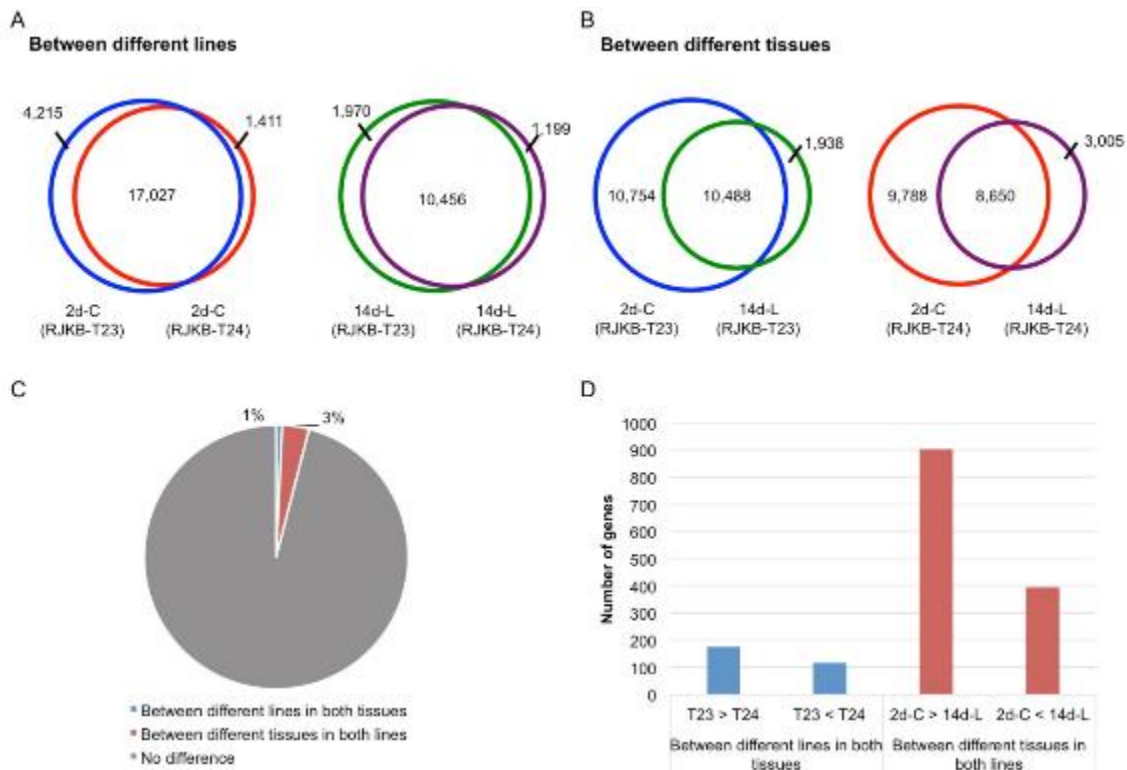 A
Between different lines
4.215
1,411
17,027
1,970
1,199
10,456
2d-C
(RJKB-T23)
2d-C
(RJKB-T24)
14d-L
(RJKB-T23)
14d-L
(RJKB-T24)
B
Between different tissues
1,938
10,754
10,488
3,005
9,788
8,650
2d-C
(RJKB-T23)
14d-L
(RJKB-T23)
2d-C
(RJKB-T24)
14d-L
(RJKB-T24)
C
1%
3%
Between different lines in both tissues
Between different tissues in both lines
No difference
D
Number of genes
1000
900
800
700
600
500
400
300
200
100
0
T23 > T24
T23 < T24
2d-C > 14d-L
2d-C < 14d-L
Between different lines in both
tissues
Between different tissues in
both lines